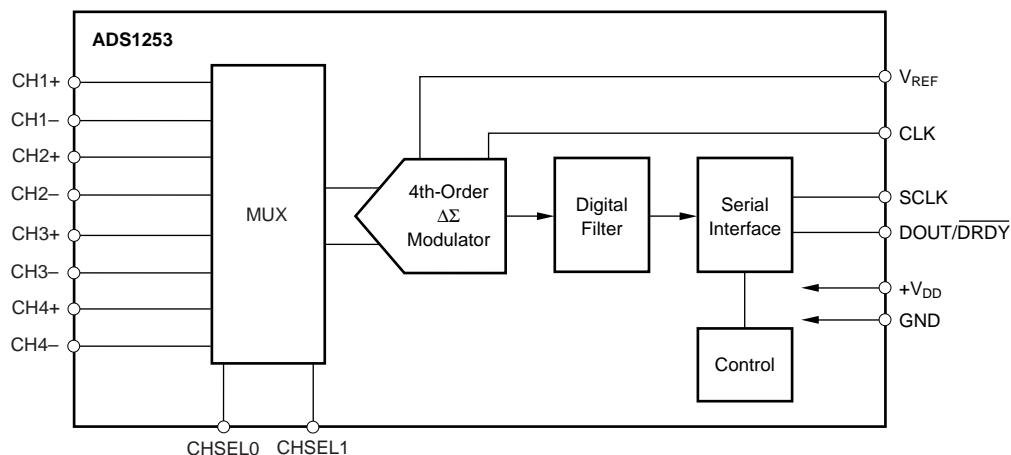 ADS1253
CH1+
CH1–
CH2+
CH2–
CH3+
CH3–
CH4+
CH4–
MUX
4th-Order
ΔΣ
Modulator
Digital
Filter
Serial
Interface
Control
VREF
CLK
SCLK
DOUT/DRDY
+VDD
GND
CHSEL0
CHSEL1